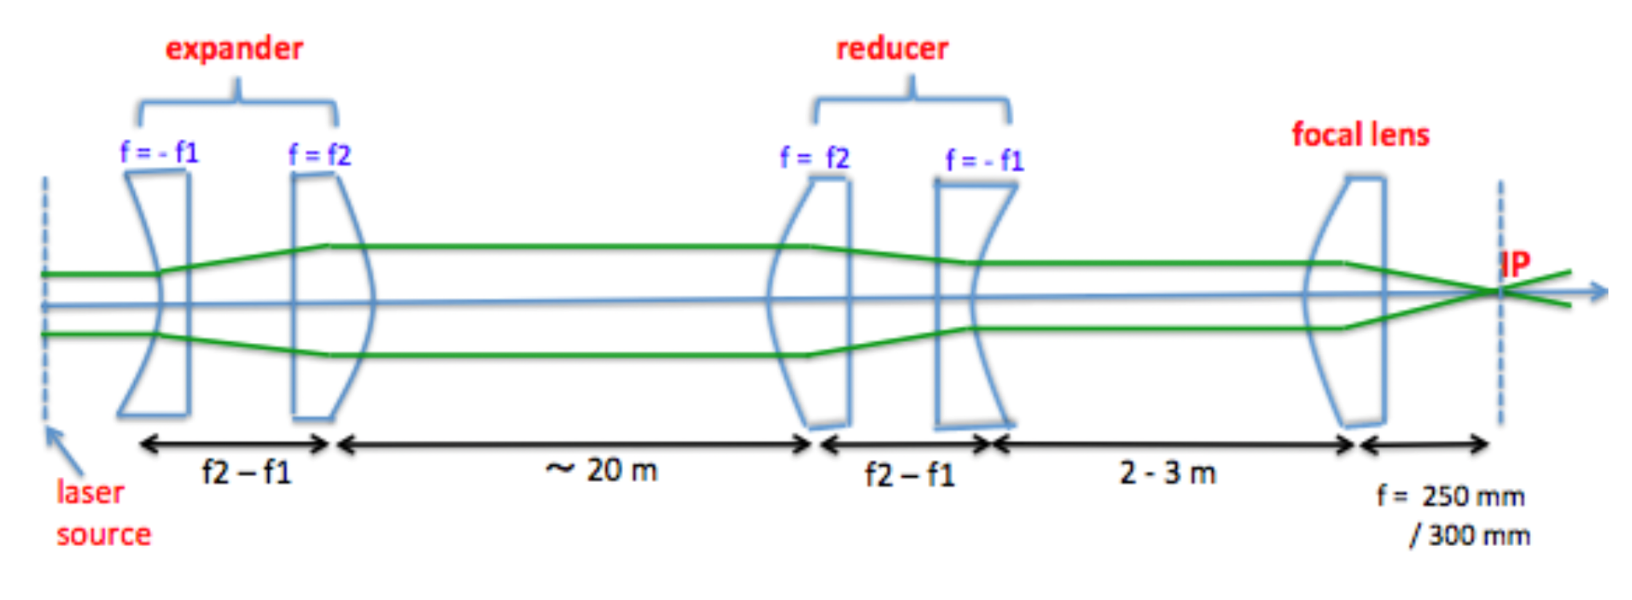 expander
reducer
focal lens
f = - f1
f = f2
f = f2
f = - f1
IP
f2 – f1
~ 20 m
f2 – f1
2 - 3 m
f = 250 mm
/ 300 mm
laser
source